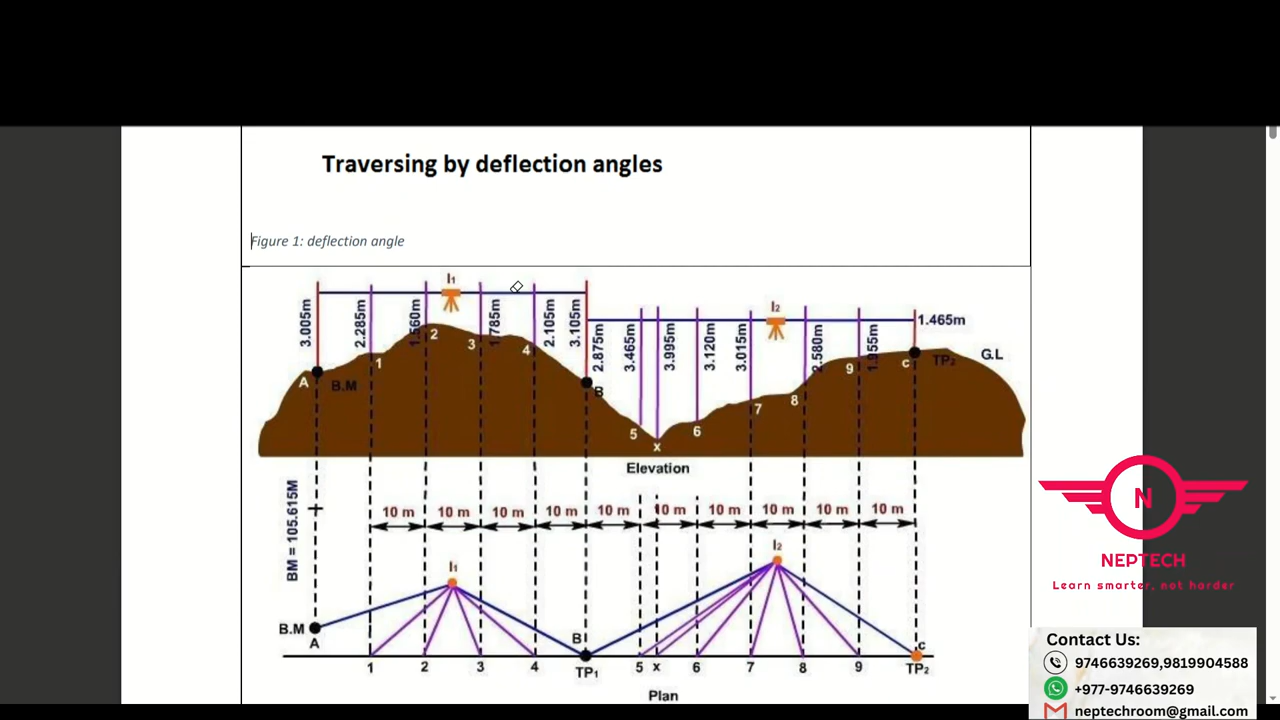 Traversing by deflection angles
Figure 1: deflection angle
I₁
3.005m
2.285m
1.560m
1.785m
2.105m
3.105m
I₂
2.875m
3.465m
3.995m
3.120m
3.015m
2.580m
1.955m
1.465m
A
B.M
1
2
3
4
B
5
x
6
7
8
9
c
TP₂
G.L
Elevation
BM = 105.615M
10 m
10 m
10 m
10 m
10 m
10 m
10 m
10 m
10 m
10 m
I₁
I₂
B.M
A
1
2
3
4
B
TP₁
5
x
6
7
8
9
c
TP₂
Plan
N
NEPTECH
Learn smarter, not harder
Contact Us:
9746639269,9819904588
+977-9746639269
neptechroom@gmail.com